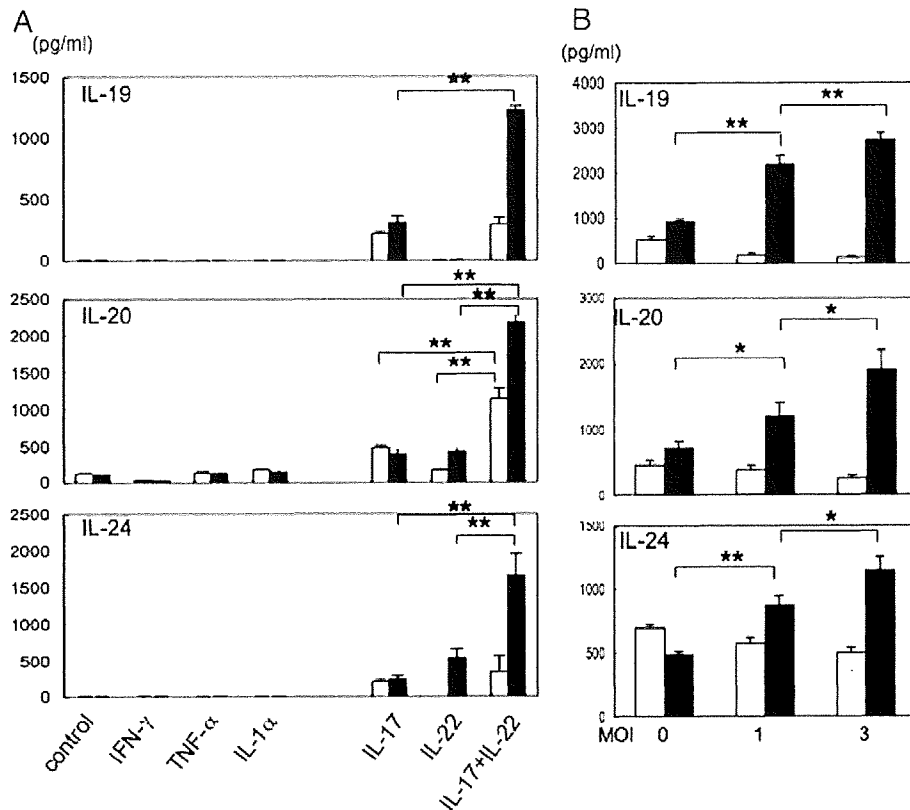 A
(pg/ml)
IL-19
1500
1000
500
0
**
IL-20
2500
2000
1500
1000
500
0
**
**
**
**
IL-24
2500
2000
1500
1000
500
0
**
**
control
IFN-γ
TNF-α
IL-1α
IL-17
IL-22
IL-17+IL-22
B
(pg/ml)
IL-19
4000
3000
2000
1000
0
**
**
IL-20
3000
2000
1000
0
*
*
IL-24
1500
1000
500
0
**
*
MOI 0 1 3